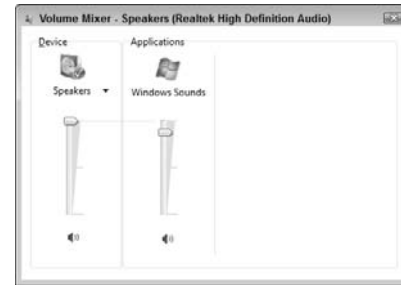 Volume Mixer - Speakers (Realtek High Definition Audio)
Device
Applications
Speakers
Windows Sounds